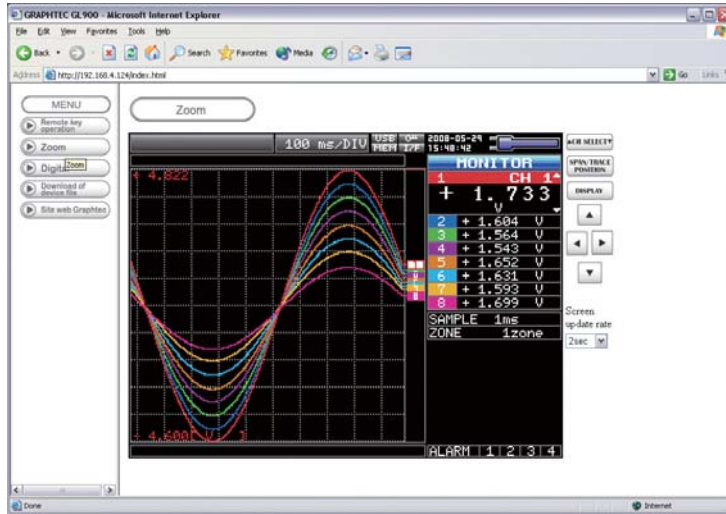 GRAPHTEC GL900 - Microsoft Internet Explorer
File Edit View Favorites Tools Help
Back Search Favorites Media
Address http://192.168.4.124/index.html Go Links
MENU
Remote key
operation
Zoom
Digital
Zoom
Download of
device file
Site web Graphtec
Zoom
100 ms/DIV USB MEM I/F 2008-05-29 15:48:42
+ 4.822
- 4.600[ V ]
MONITOR
1 CH 1
+ 1.733
V
2 + 1.604 V
3 + 1.564 V
4 + 1.543 V
5 + 1.652 V
6 + 1.631 V
7 + 1.593 V
8 + 1.699 V
SAMPLE 1ms
ZONE 1zone
ALARM 1 2 3 4
◄CH SELECT▼
SPAN/TRACE
POSITION
DISPLAY
Screen
update rate
2sec
Done Internet